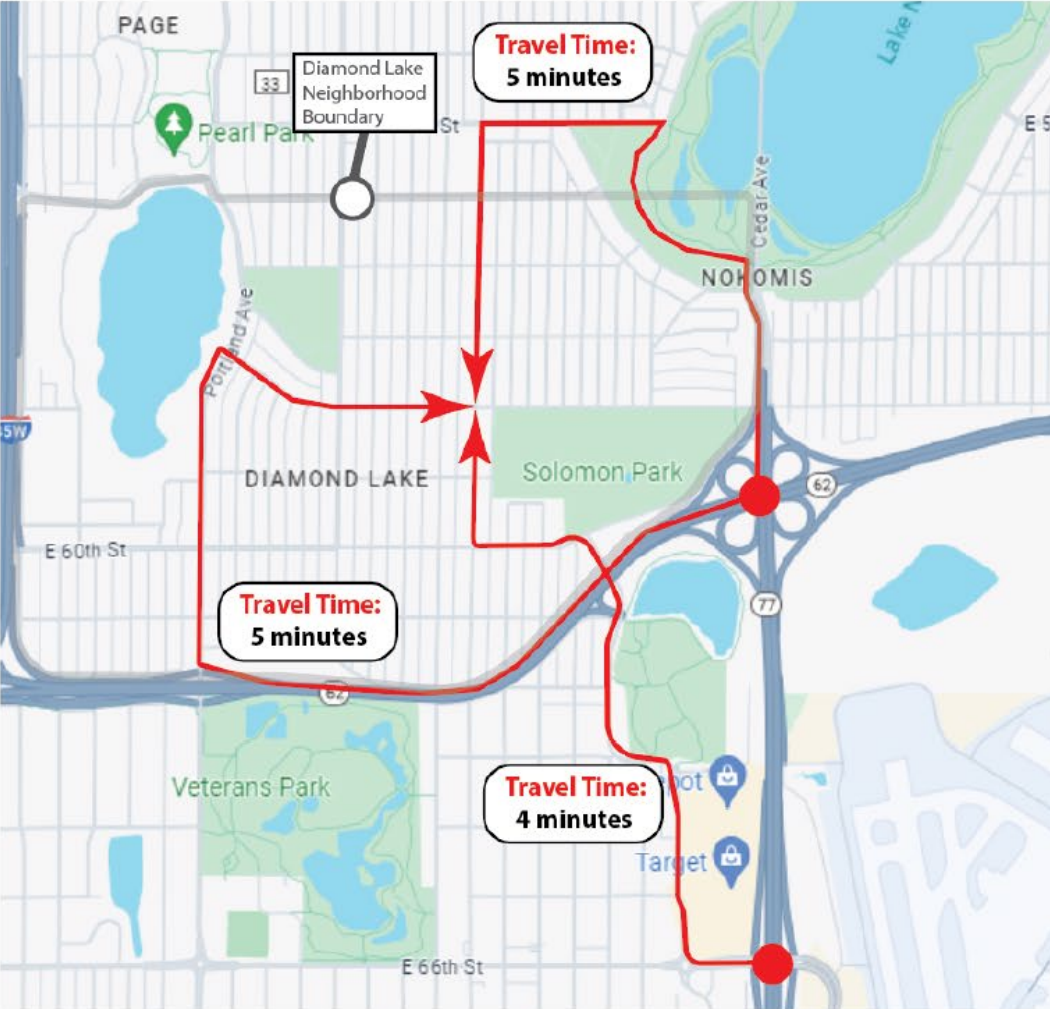 PAGE
Travel Time:
5 minutes
Lake N
33
Diamond Lake
Neighborhood
Boundary
St
E 5
Pearl Park
Cedar Ave
NOKOMIS
Portland Ave
35W
DIAMOND LAKE
Solomon Park
62
E 60th St
Travel Time:
5 minutes
77
62
Veterans Park
Travel Time:
4 minutes
epot
Target
E 66th St